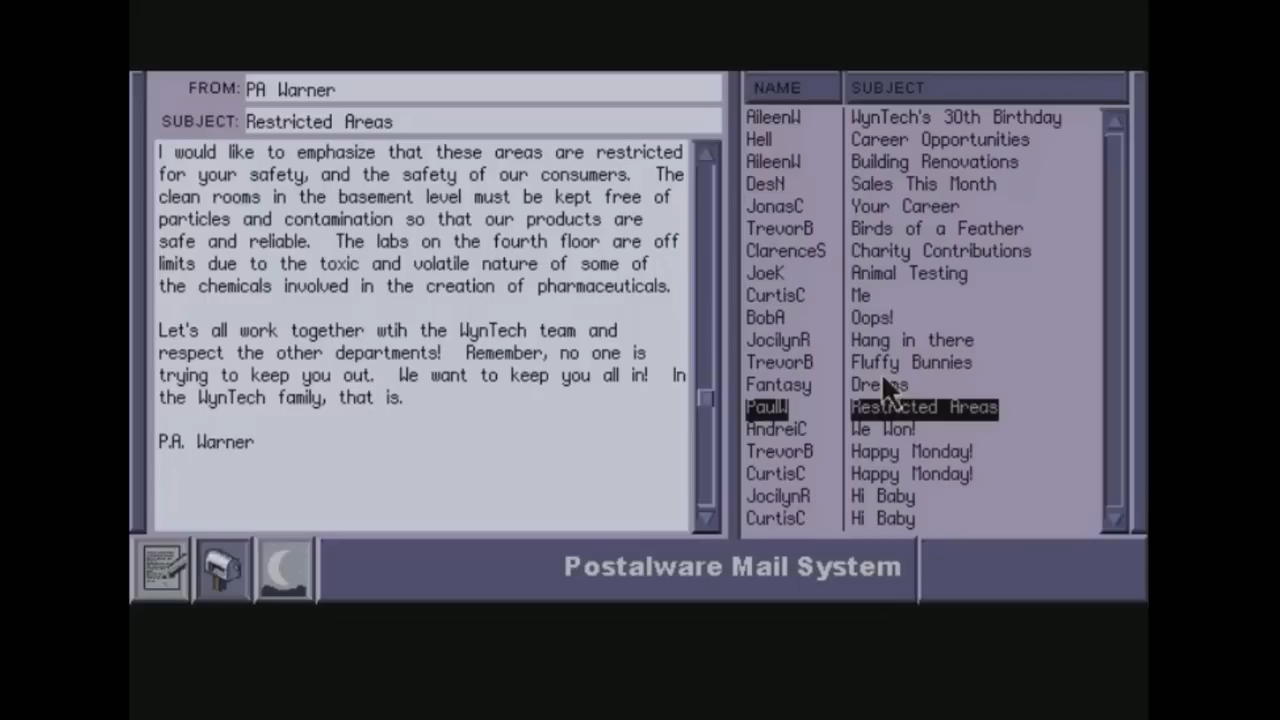 FROM: PA Warner
SUBJECT: Restricted Areas
I would like to emphasize that these areas are restricted
for your safety, and the safety of our consumers. The
clean rooms in the basement level must be kept free of
particles and contamination so that our products are
safe and reliable. The labs on the fourth floor are off
limits due to the toxic and volatile nature of some of
the chemicals involved in the creation of pharmaceuticals.
Let's all work together wtih the WynTech team and
respect the other departments! Remember, no one is
trying to keep you out. We want to keep you all in! In
the WynTech family, that is.
P.A. Warner
NAME SUBJECT
AileenW WynTech's 30th Birthday
Hell Career Opportunities
AileenW Building Renovations
DesN Sales This Month
JonasC Your Career
TrevorB Birds of a Feather
ClarenceS Charity Contributions
JoeK Animal Testing
CurtisC Me
BobA Oops!
JocilynR Hang in there
TrevorB Fluffy Bunnies
Fantasy
PaulW Restricted Areas
AndreiC We Won!
TrevorB Happy Monday!
CurtisC Happy Monday!
JocilynR Hi Baby
CurtisC Hi Baby
Postalware Mail System